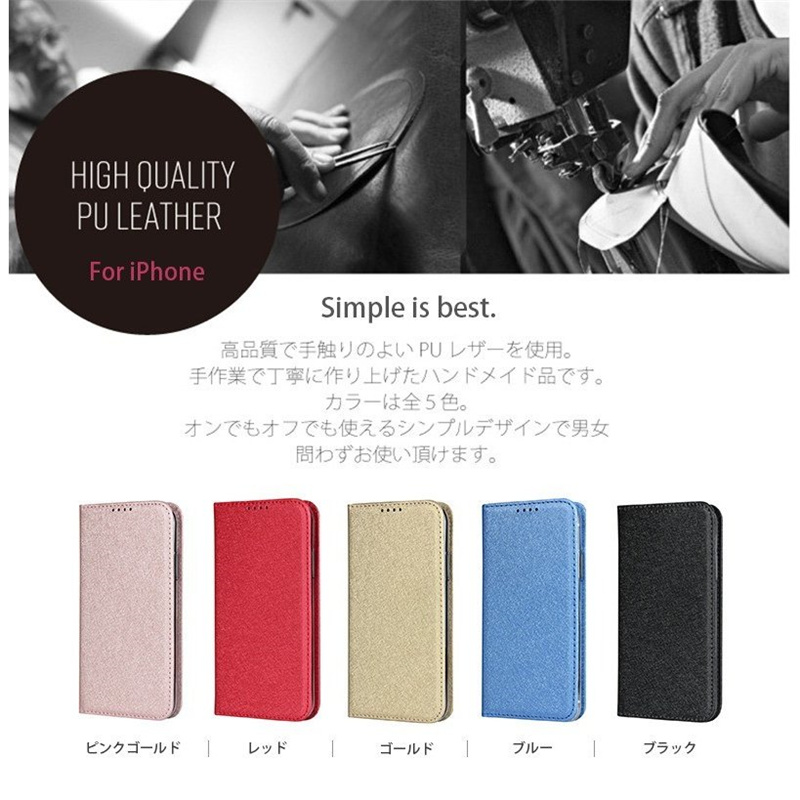 HIGH QUALITY
PU LEATHER
For iPhone
Simple is best.
高品質で手触りのよい PU レザーを使用。
手作業で丁寧に作り上げたハンドメイド品です。
カラーは全 5 色。
オンでもオフでも使えるシンプルデザインで男女
問わずお使い頂けます。
ピンクゴールド | レッド | ゴールド | ブルー | ブラック